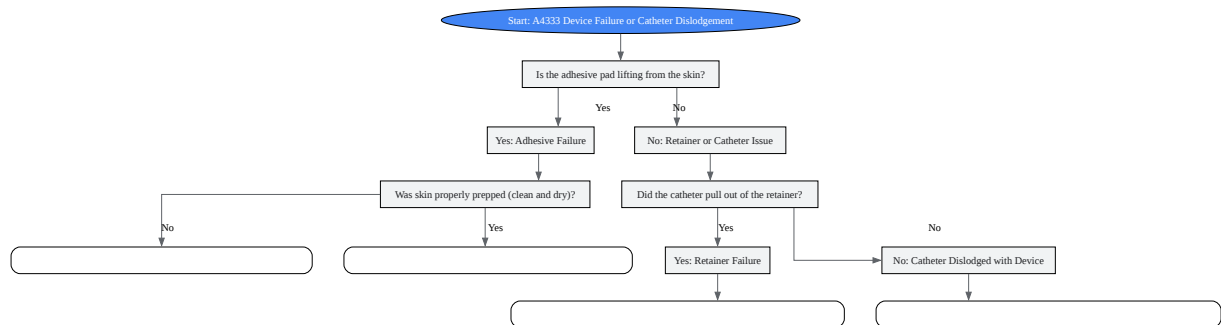 Start: A4333 Device Failure or Catheter Dislodgement
Is the adhesive pad lifting from the skin?
Yes
No
Yes: Adhesive Failure
No: Retainer or Catheter Issue
Was skin properly prepped (clean and dry)?
Did the catheter pull out of the retainer?
No
Yes
Yes
No
Yes: Retainer Failure
No: Catheter Dislodged with Device